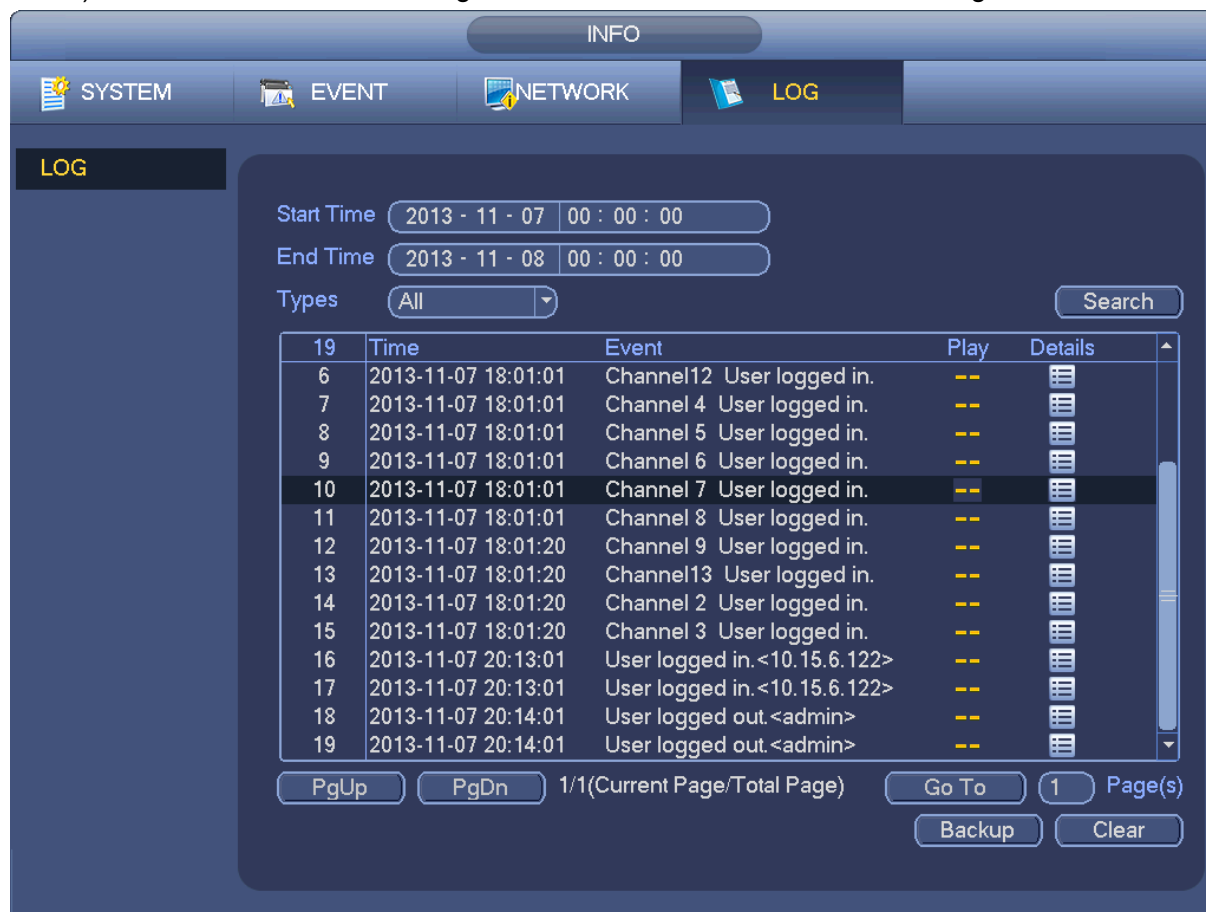 INFO
SYSTEM EVENT NETWORK LOG
LOG
Start Time 2013 - 11 - 07 00 : 00 : 00
End Time 2013 - 11 - 08 00 : 00 : 00
Types All Search
19 Time Event Play Details
6 2013-11-07 18:01:01 Channel12 User logged in. --
7 2013-11-07 18:01:01 Channel 4 User logged in. --
8 2013-11-07 18:01:01 Channel 5 User logged in. --
9 2013-11-07 18:01:01 Channel 6 User logged in. --
10 2013-11-07 18:01:01 Channel 7 User logged in. --
11 2013-11-07 18:01:01 Channel 8 User logged in. --
12 2013-11-07 18:01:20 Channel 9 User logged in. --
13 2013-11-07 18:01:20 Channel13 User logged in. --
14 2013-11-07 18:01:20 Channel 2 User logged in. --
15 2013-11-07 18:01:20 Channel 3 User logged in. --
16 2013-11-07 20:13:01 User logged in.<10.15.6.122> --
17 2013-11-07 20:13:01 User logged in.<10.15.6.122> --
18 2013-11-07 20:14:01 User logged out.<admin> --
19 2013-11-07 20:14:01 User logged out.<admin> --
PgUp PgDn 1/1(Current Page/Total Page) Go To 1 Page(s)
Backup Clear